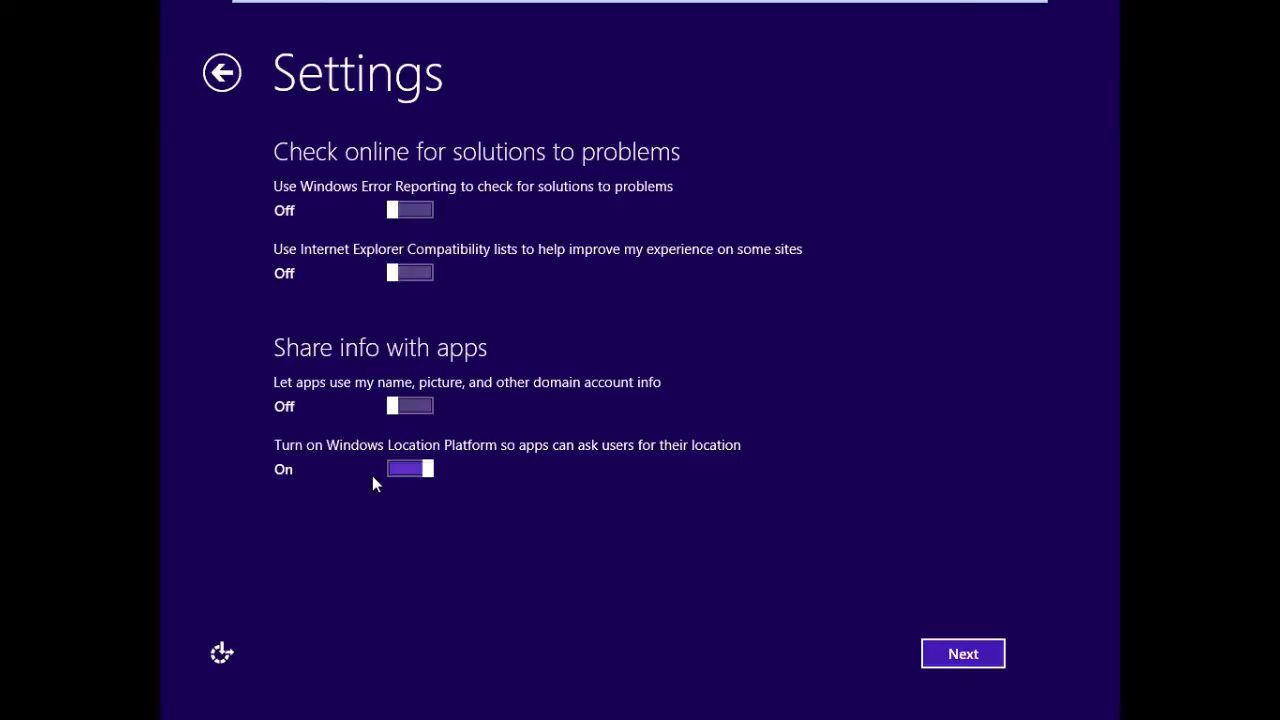 Settings
Check online for solutions to problems
Use Windows Error Reporting to check for solutions to problems
Off
Use Internet Explorer Compatibility lists to help improve my experience on some sites
Off
Share info with apps
Let apps use my name, picture, and other domain account info
Off
Turn on Windows Location Platform so apps can ask users for their location
On
Next